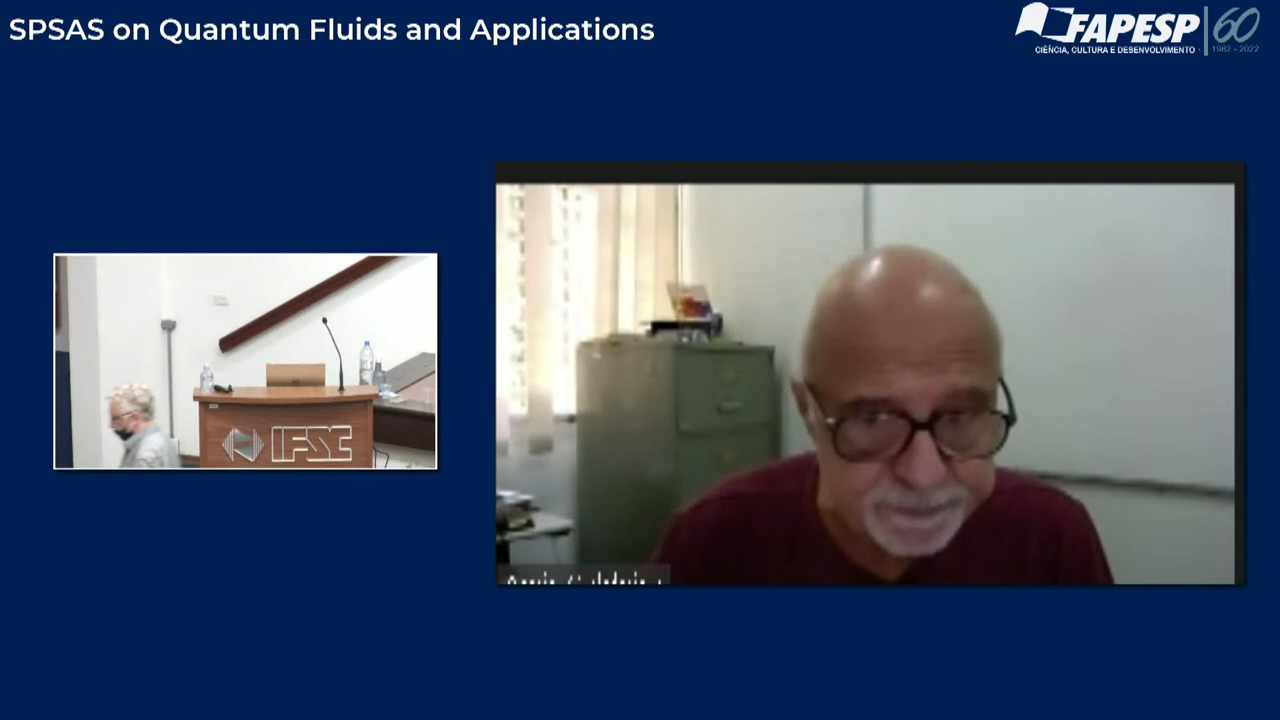 SPSAS on Quantum Fluids and Applications
FAPESP 60
CIÊNCIA, CULTURA E DESENVOLVIMENTO 1962 - 2022
IFSC